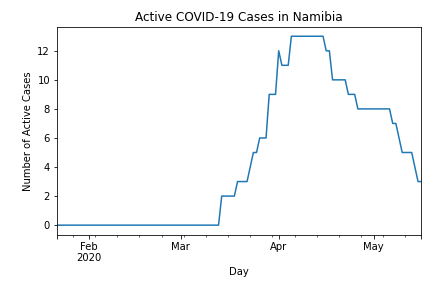 Active COVID-19 Cases in Namibia
Number of Active Cases
12
10
8
6
4
2
0
Feb
2020
Mar
Apr
May
Day